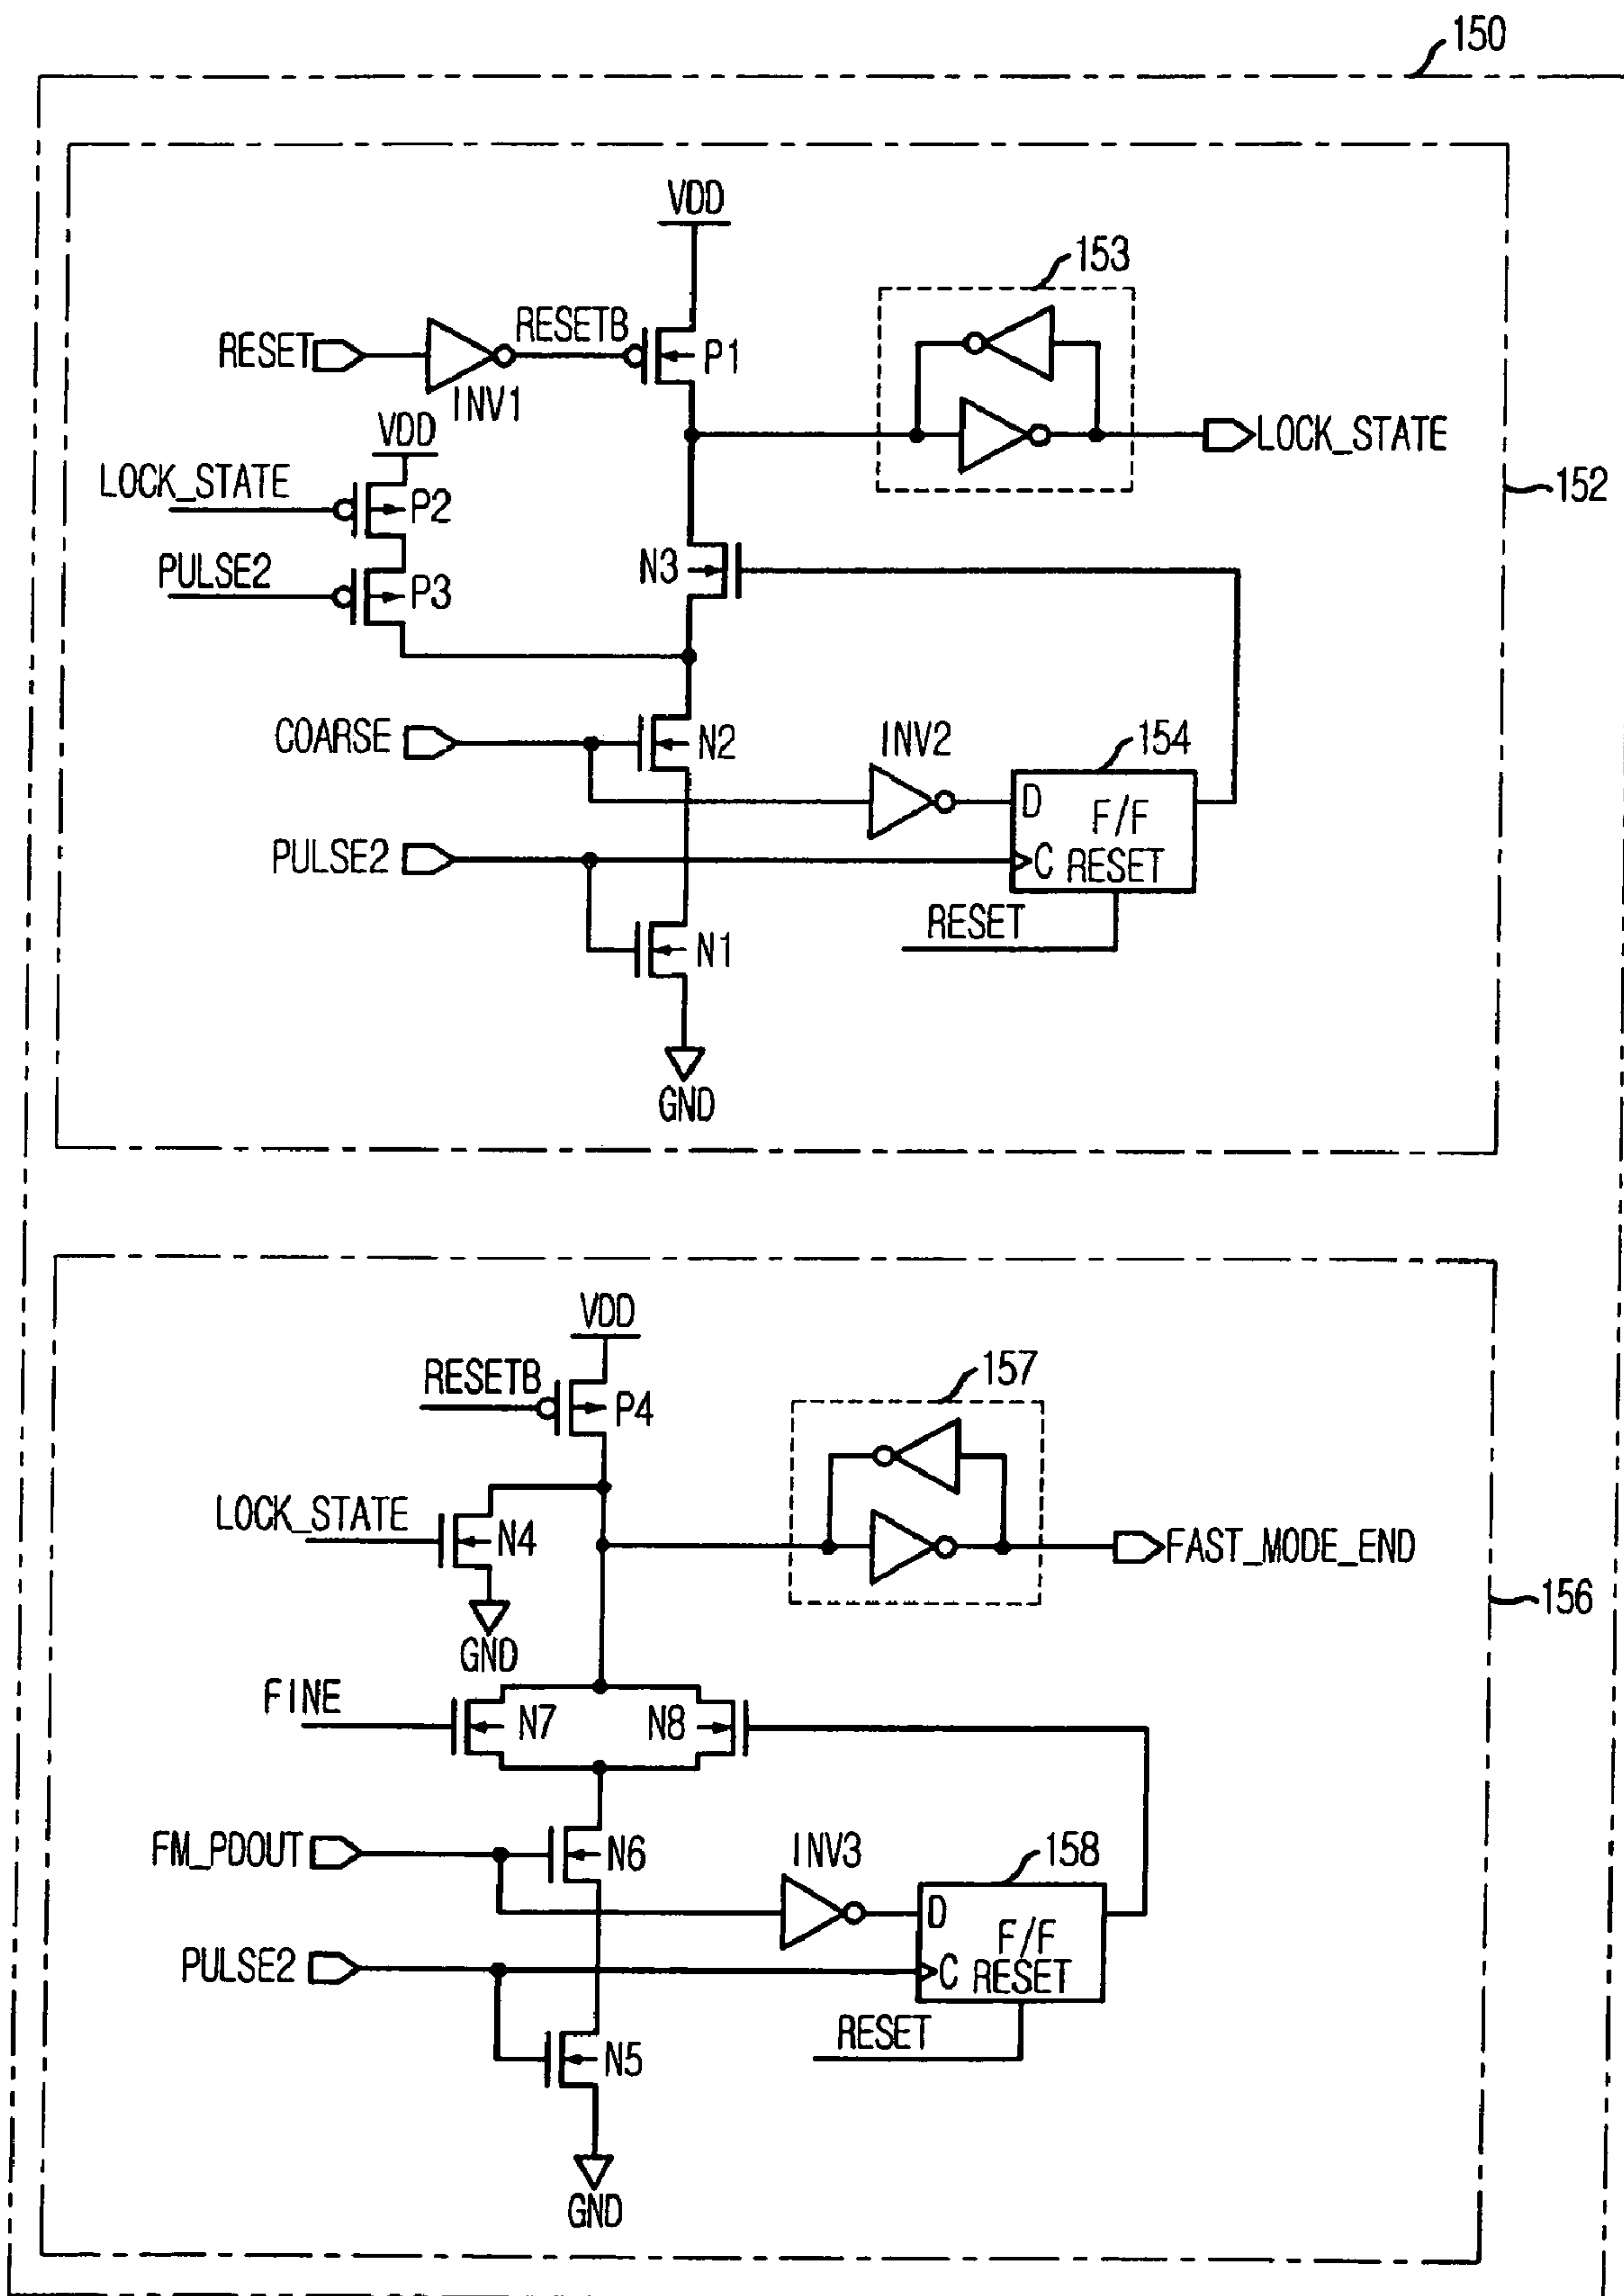 150
VDD
153
RESET
RESETB
P1
INV1
VDD
LOCK_STATE
LOCK_STATE
P2
152
PULSE2
N3
P3
COARSE
N2
INV2
154
D
F/F
PULSE2
C
RESET
RESET
N1
GND
VDD
157
RESETB
P4
LOCK_STATE
N4
FAST_MODE_END
156
GND
FINE
N7
N8
FM_PDOUT
N6
INV3
158
D
F/F
PULSE2
C
RESET
RESET
N5
GND